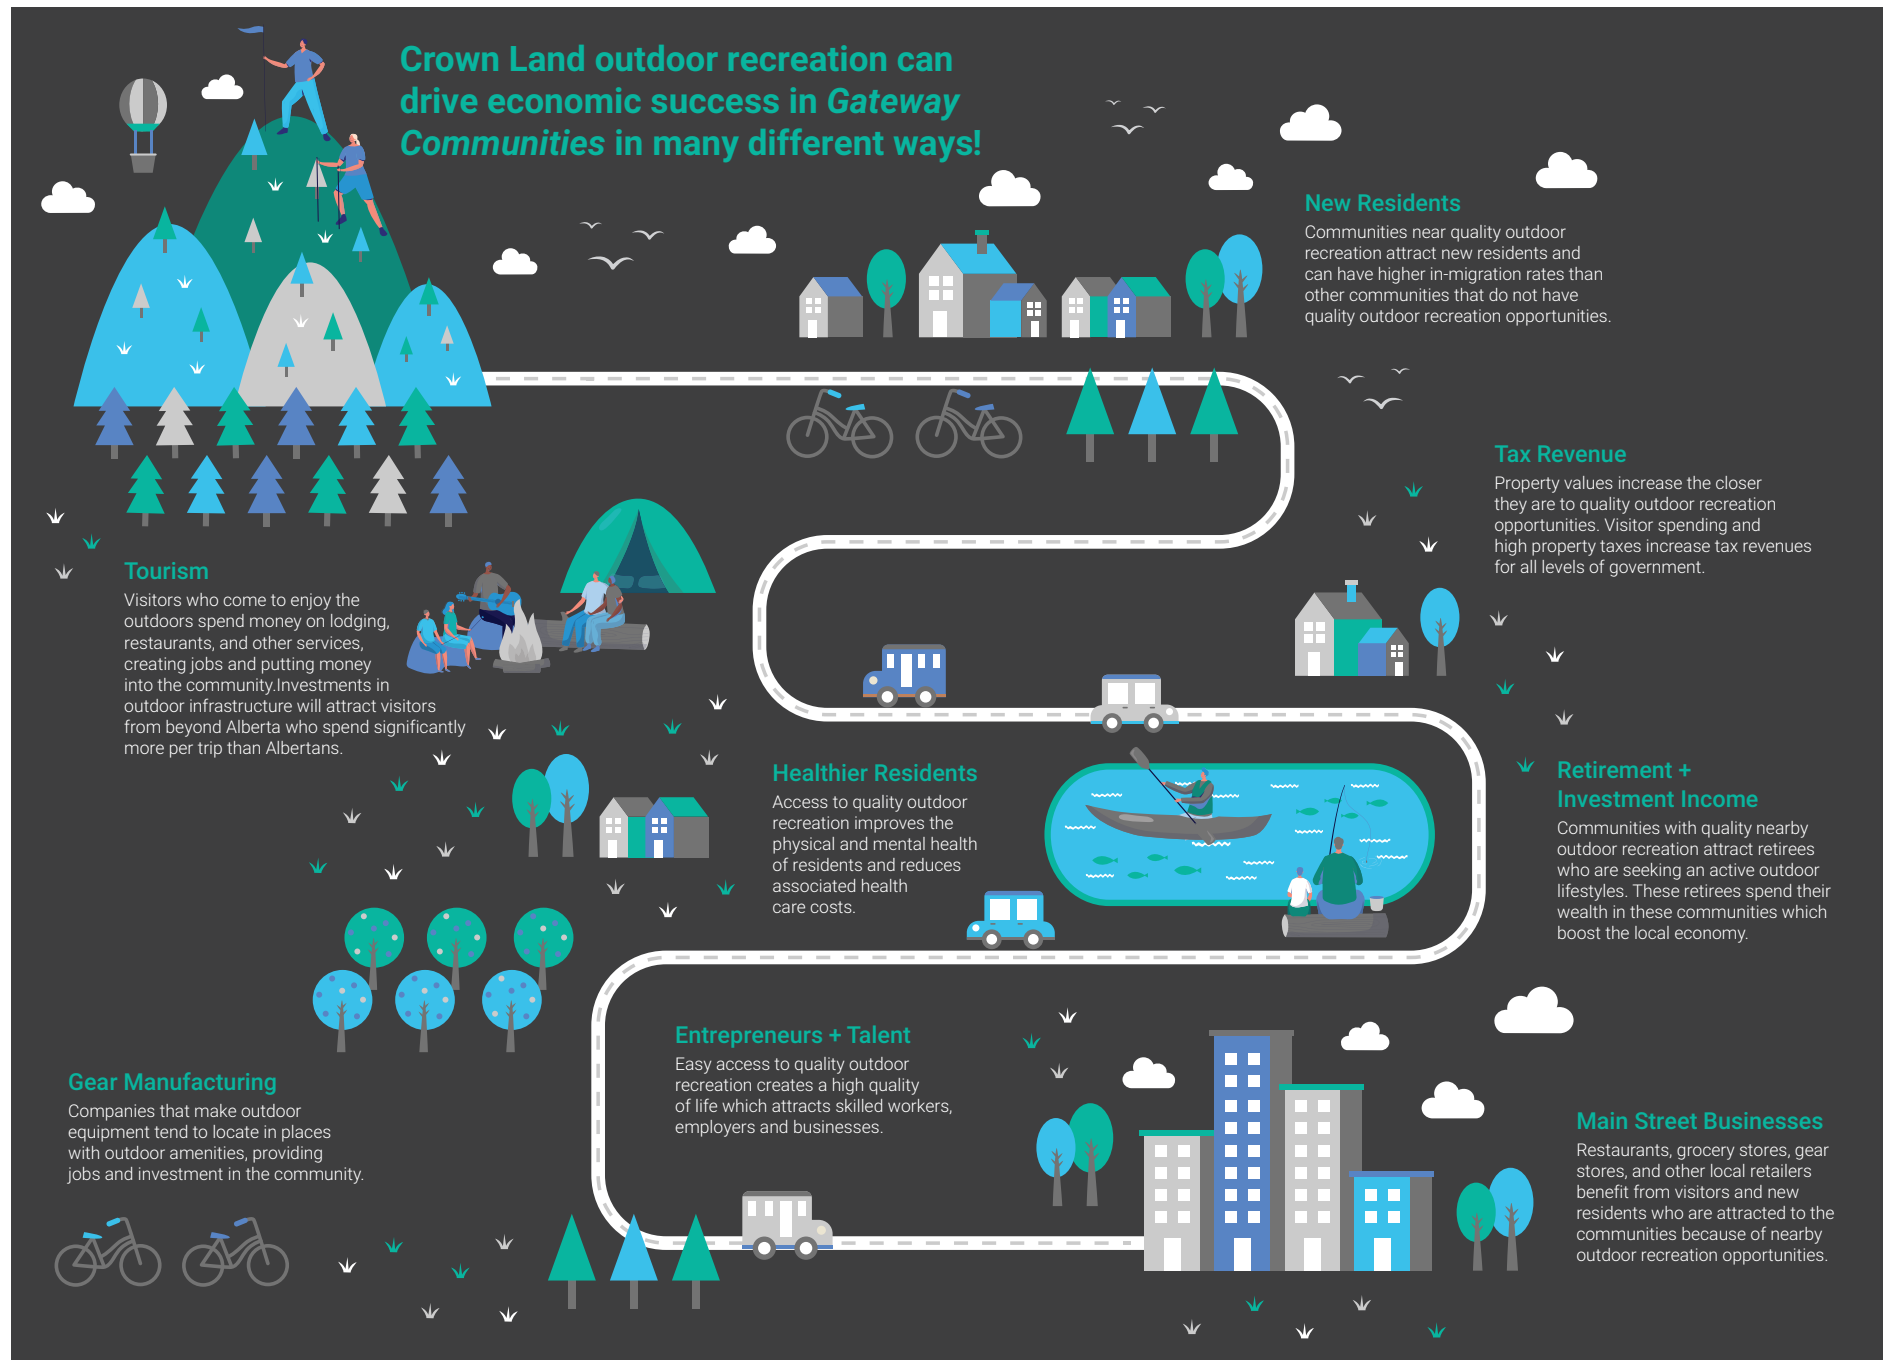 Crown Land outdoor recreation can
drive economic success in Gateway
Communities in many different ways!
New Residents
Communities near quality outdoor
recreation attract new residents and
can have higher in-migration rates than
other communities that do not have
quality outdoor recreation opportunities.
Tax Revenue
Property values increase the closer
they are to quality outdoor recreation
opportunities. Visitor spending and
high property taxes increase tax revenues
for all levels of government.
Tourism
Visitors who come to enjoy the
outdoors spend money on lodging,
restaurants, and other services,
creating jobs and putting money
into the community.Investments in
outdoor infrastructure will attract visitors
from beyond Alberta who spend significantly
more per trip than Albertans.
Healthier Residents
Access to quality outdoor
recreation improves the
physical and mental health
of residents and reduces
associated health
care costs.
Retirement +
Investment Income
Communities with quality nearby
outdoor recreation attract retirees
who are seeking an active outdoor
lifestyles. These retirees spend their
wealth in these communities which
boost the local economy.
Entrepreneurs + Talent
Easy access to quality outdoor
recreation creates a high quality
of life which attracts skilled workers,
employers and businesses.
Gear Manufacturing
Companies that make outdoor
equipment tend to locate in places
with outdoor amenities, providing
jobs and investment in the community.
Main Street Businesses
Restaurants, grocery stores, gear
stores, and other local retailers
benefit from visitors and new
residents who are attracted to the
communities because of nearby
outdoor recreation opportunities.